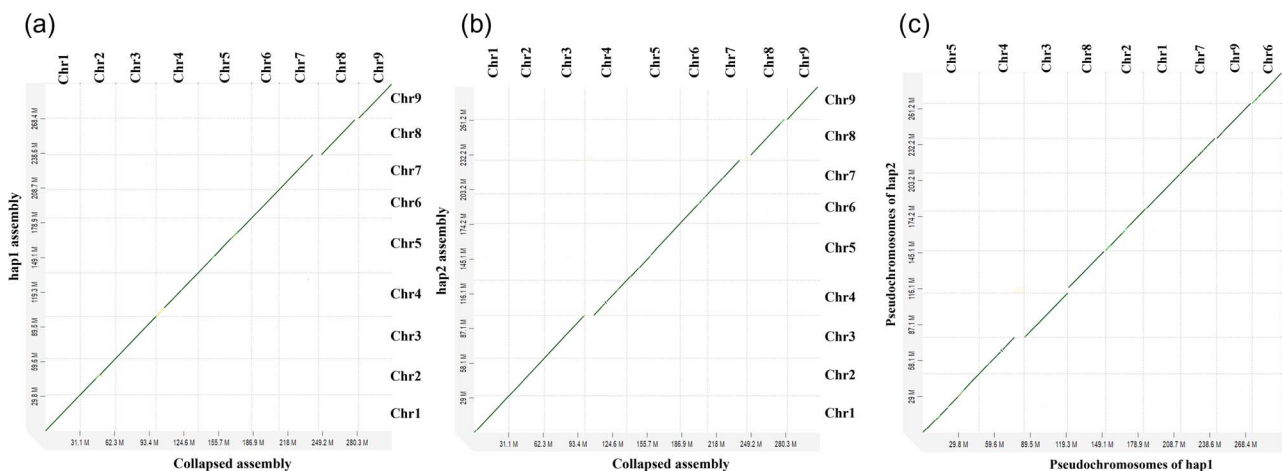 (a)
Chr1 Chr2 Chr3 Chr4 Chr5 Chr6 Chr7 Chr8 Chr9
hap1 assembly
268.4 M
238.5 M
208.7 M
178.9 M
149.1 M
119.3 M
89.5 M
59.6 M
29.8 M
Chr9
Chr8
Chr7
Chr6
Chr5
Chr4
Chr3
Chr2
Chr1
31.1 M 62.3 M 93.4 M 124.6 M 155.7 M 186.9 M 218 M 249.2 M 280.3 M
Collapsed assembly
(b)
Chr1 Chr2 Chr3 Chr4 Chr5 Chr6 Chr7 Chr8 Chr9
hap2 assembly
261.2 M
232.2 M
203.2 M
174.2 M
145.1 M
116.1 M
87.1 M
58.1 M
29 M
Chr9
Chr8
Chr7
Chr6
Chr5
Chr4
Chr3
Chr2
Chr1
31.1 M 62.3 M 93.4 M 124.6 M 155.7 M 186.9 M 218 M 249.2 M 280.3 M
Collapsed assembly
(c)
Chr5 Chr4 Chr3 Chr8 Chr2 Chr1 Chr7 Chr9 Chr6
Pseudochromosomes of hap2
261.2 M
232.2 M
203.2 M
174.2 M
145.1 M
116.1 M
87.1 M
58.1 M
29 M
29.8 M 59.6 M 89.5 M 119.3 M 149.1 M 178.9 M 208.7 M 238.6 M 268.4 M
Pseudochromosomes of hap1